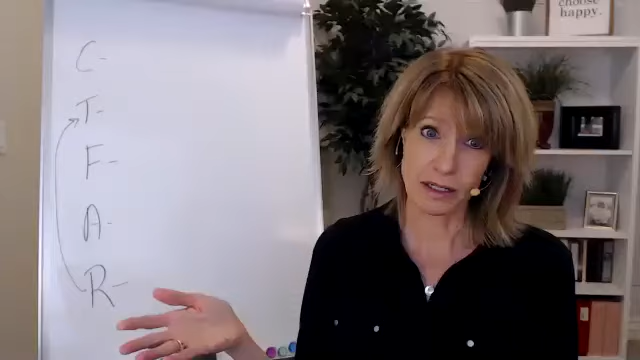 C-
T-
F-
A-
R-
choose
happy.